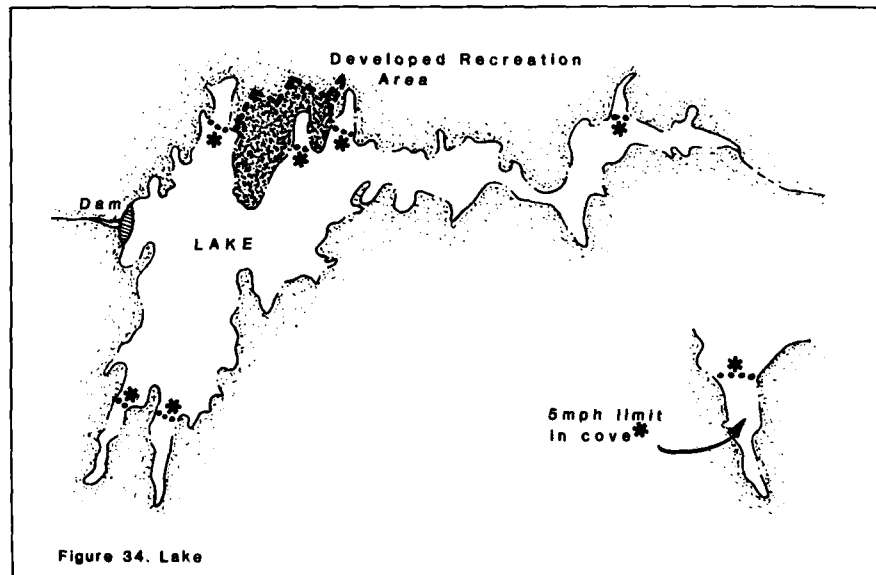 Developed Recreation
Area
Dam
LAKE
5mph limit
in cove*
Figure 34. Lake